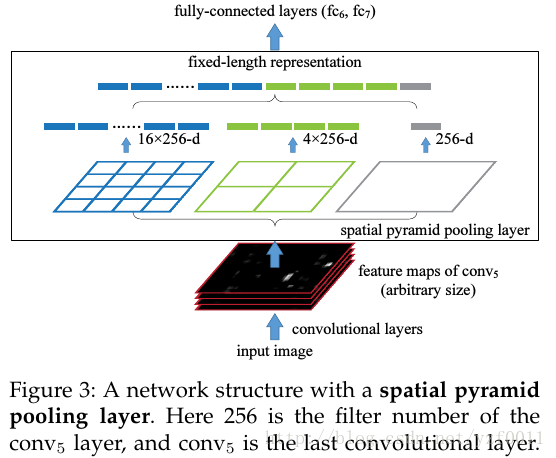 fully-connected layers (fc₆, fc₇)
fixed-length representation
......
......
16×256-d
4×256-d
256-d
spatial pyramid pooling layer
feature maps of conv₅
(arbitrary size)
convolutional layers
input image
Figure 3: A network structure with a spatial pyramid
pooling layer. Here 256 is the filter number of the
conv₅ layer, and conv₅ is the last convolutional layer.